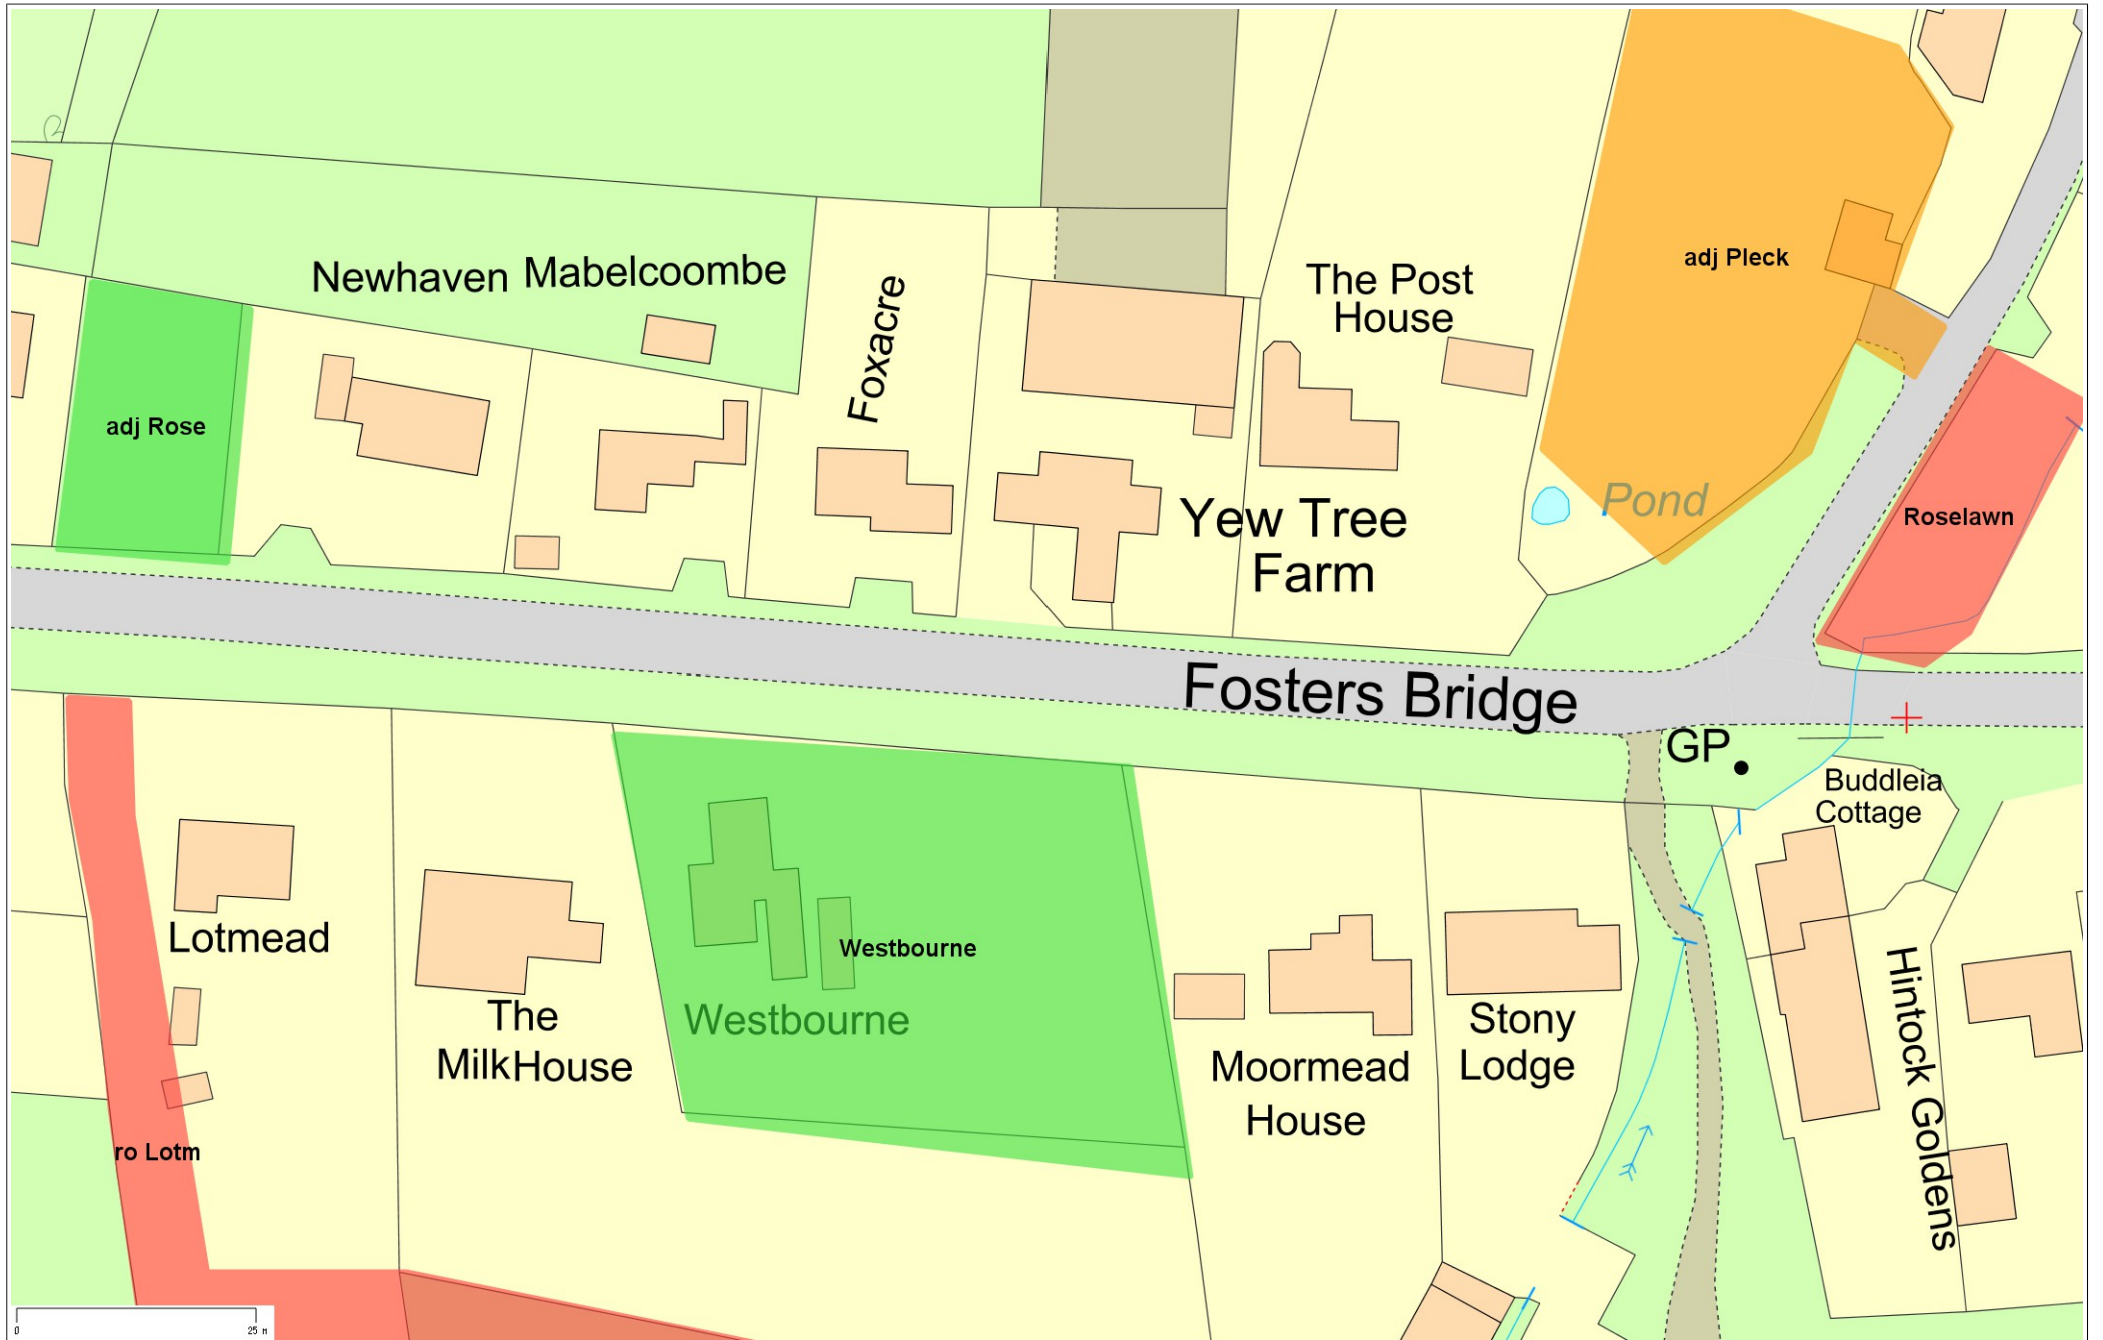 Newhaven
Mabelcoombe
Foxacre
The Post
House
adj Pleck
adj Rose
Yew Tree
Farm
Pond
Roselawn
Fosters Bridge
GP
Buddleia
Cottage
Lotmead
The
MilkHouse
Westbourne
Westbourne
Moormead
House
Stony
Lodge
Hintock Goldens
ro Lotm
0
25 M